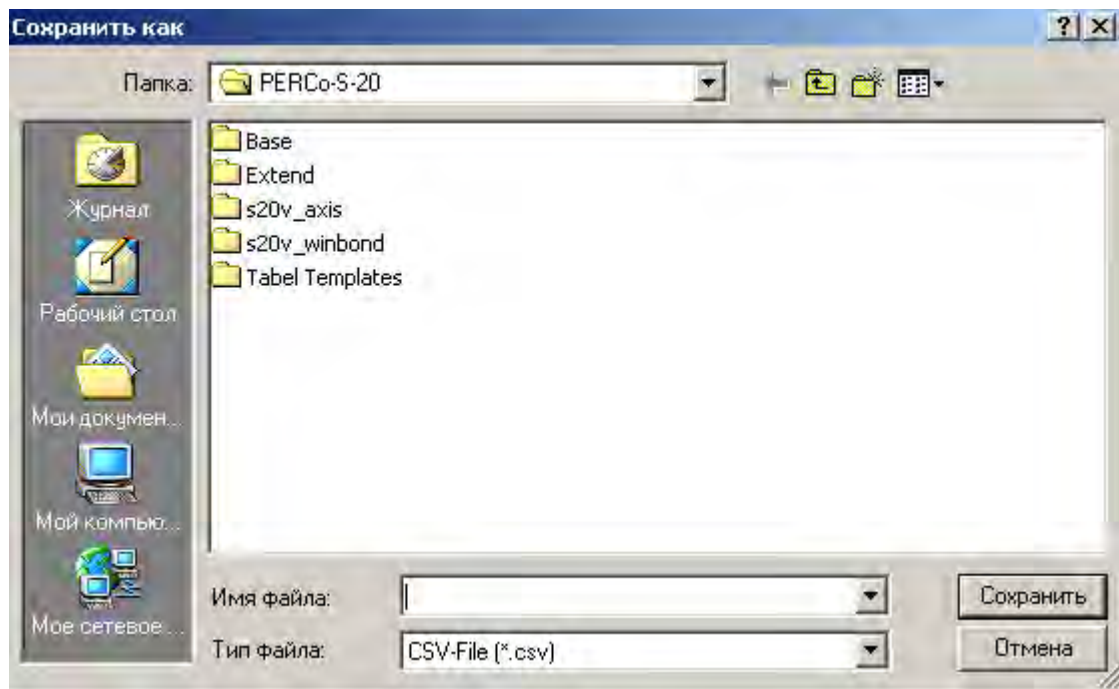 Сохранить как
Папка: PERCo-S-20
Base
Extend
s20v_axis
s20v_winbond
Tabel Templates
Журнал
Рабочий стол
Мои докумен...
Мой компью...
Мое сетевое ...
Имя файла:
Сохранить
Тип файла: CSV-File (*.csv)
Отмена